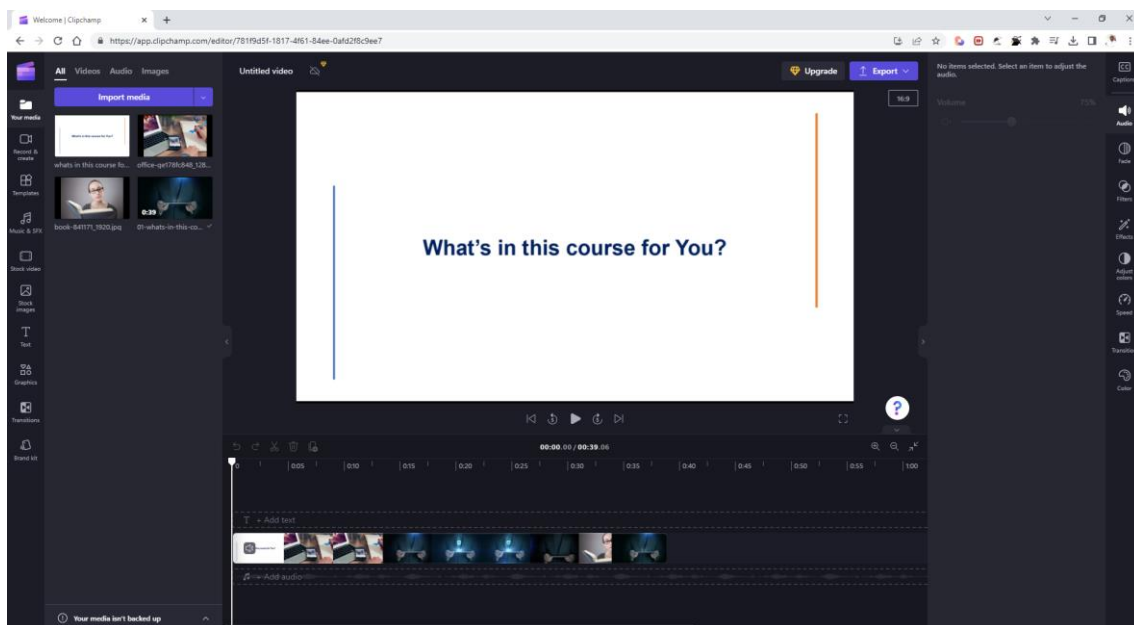 Welcome | Clipchamp
https://app.clipchamp.com/editor/781f9d5f-1817-4f61-84ee-0afd2f8c9ee7
All Videos Audio Images
Import media
Your media
Record & create
Templates
Music & SFX
Stock video
Stock images
Text
Graphics
Transitions
Brand kit
whats in this course fo...
book-841171_1920.jpg
0:39
01-whats-in-this-co...
Your media isn't backed up
Untitled video
Upgrade
Export
16:9
What's in this course for You?
00:00.00 / 00:39.06
0 0:05 0:10 0:15 0:20 0:25 0:30 0:35 0:40 0:45 0:50 0:55 1:00
T + Add text
+ Add audio
No items selected. Select an item to adjust the
audio.
Volume 75%
CC
Caption
Audio
Fade
Filters
Effects
Adjust
colors
Speed
Transitio
Color